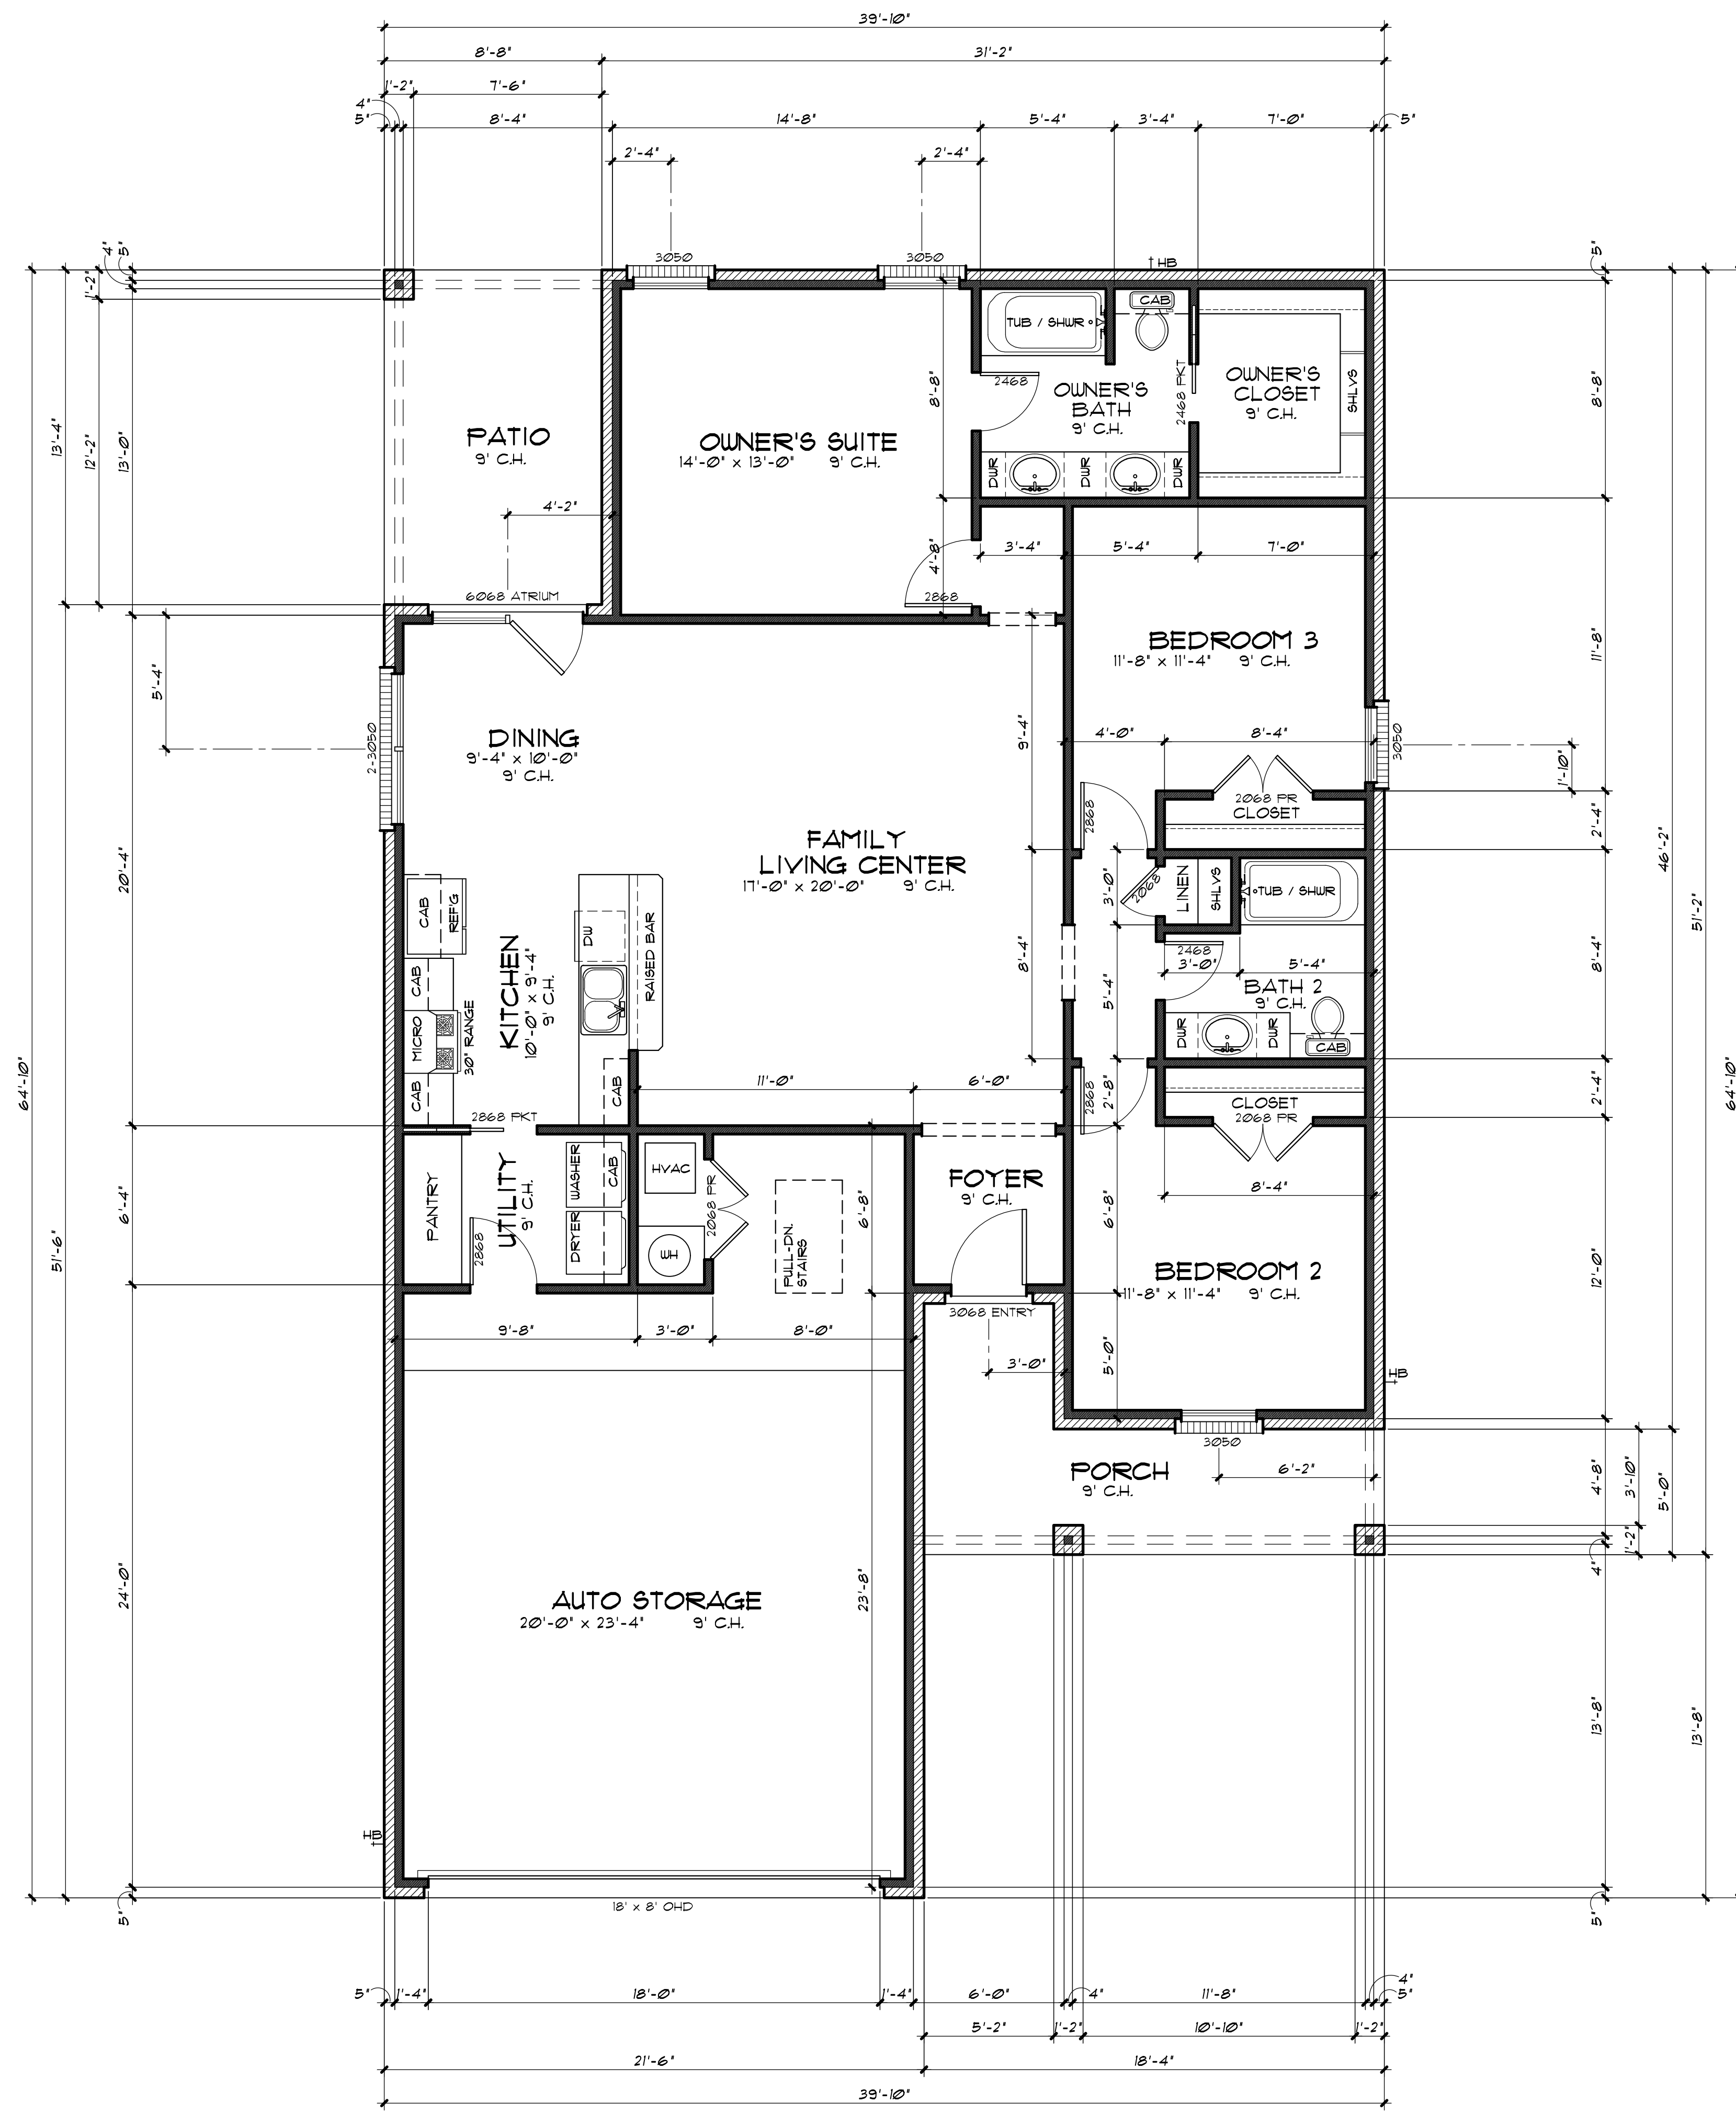 39'-10"
8'-8" 31'-2"
1'-2" 7'-6"
4"
5" 8'-4" 14'-8" 5'-4" 3'-4" 7'-0" 5"
2'-4" 2'-4"
3050 3050 HB
4" 5" 5"
1'-2"
TUB / SHWR CAB
2468 2468 PKT
OWNER'S
BATH
9' C.H.
OWNER'S
CLOSET
9' C.H.
SHLVS
8'-8" 8'-8"
PATIO
9' C.H.
OWNER'S SUITE
14'-0" x 13'-0" 9' C.H.
13'-4" 12'-2" 13'-0"
DWR DWR DWR
4'-2"
4'-8"
3'-4" 5'-4" 7'-0"
6068 ATRIUM
2868
BEDROOM 3
11'-8" x 11'-4" 9' C.H.
11'-8"
5'-4"
DINING
9'-4" x 10'-0"
9' C.H.
2-3050
9'-4"
4'-0" 8'-4"
3050
1'-10"
2068 PR
CLOSET
2868
2'-4"
46'-2"
FAMILY
LIVING CENTER
17'-0" x 20'-0" 9' C.H.
20'-4"
CAB REF'G
3'-0"
2068
LINEN
SHLVS
TUB / SHWR
51'-2"
KITCHEN
10'-0" x 9'-4"
9' C.H.
DW
RAISED BAR
CAB
MICRO
30" RANGE
CAB
CAB
8'-4"
2468
3'-0" 5'-4"
5'-4"
BATH 2
9' C.H.
DWR DWR
CAB
8'-4"
64'-10" 64'-10"
11'-0" 6'-0"
2868
2'-8"
CLOSET
2068 PR
2'-4"
2868 PKT
PANTRY
UTILITY
9' C.H.
WASHER
CAB
DRYER
2868
HVAC
WH
2068 PR
PULL-DN.
STAIRS
6'-8"
FOYER
9' C.H.
6'-8"
8'-4"
6'-4"
51'-6"
BEDROOM 2
11'-8" x 11'-4" 9' C.H.
12'-0"
3068 ENTRY
9'-8" 3'-0" 8'-0"
3'-0"
5'-0"
HB
3050
6'-2"
PORCH
9' C.H.
4'-8" 3'-10" 5'-0"
1'-2"
4"
AUTO STORAGE
20'-0" x 23'-4" 9' C.H.
24'-0" 23'-8"
13'-8" 13'-8"
HB
18' x 8' OHD
5" 5"
5" 1'-4" 18'-0" 1'-4" 6'-0" 4" 11'-8" 4"
5"
5'-2" 1'-2" 10'-10" 1'-2"
21'-6" 18'-4"
39'-10"